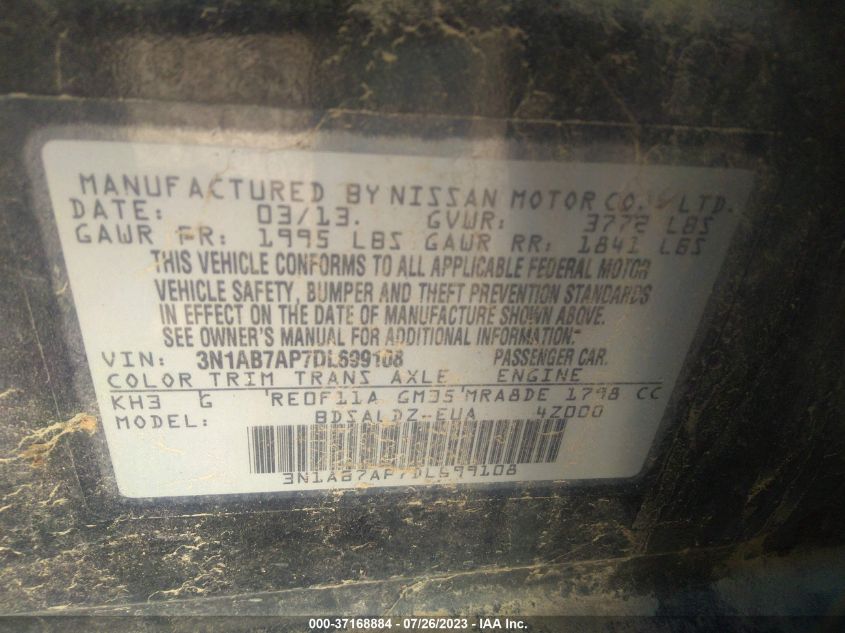 MANUFACTURED BY NISSAN MOTOR CO., LTD.
DATE: 03/13. GVWR: 3772 LBS
GAWR FR: 1995 LBS GAWR RR: 1841 LBS
THIS VEHICLE CONFORMS TO ALL APPLICABLE FEDERAL MOTOR
VEHICLE SAFETY, BUMPER AND THEFT PREVENTION STANDARDS
IN EFFECT ON THE DATE OF MANUFACTURE SHOWN ABOVE.
SEE OWNER'S MANUAL FOR ADDITIONAL INFORMATION.
VIN: 3N1AB7AP7DL699108 PASSENGER CAR.
COLOR TRIM TRANS AXLE ENGINE
KH3 G RE0F11A GM35 MRA8DE 1798 CC
MODEL: BDSALDZ-EUA 4Z000
3N1AB7AP7DL699108
000-37168884 / 07/26/2023 - IAA Inc.